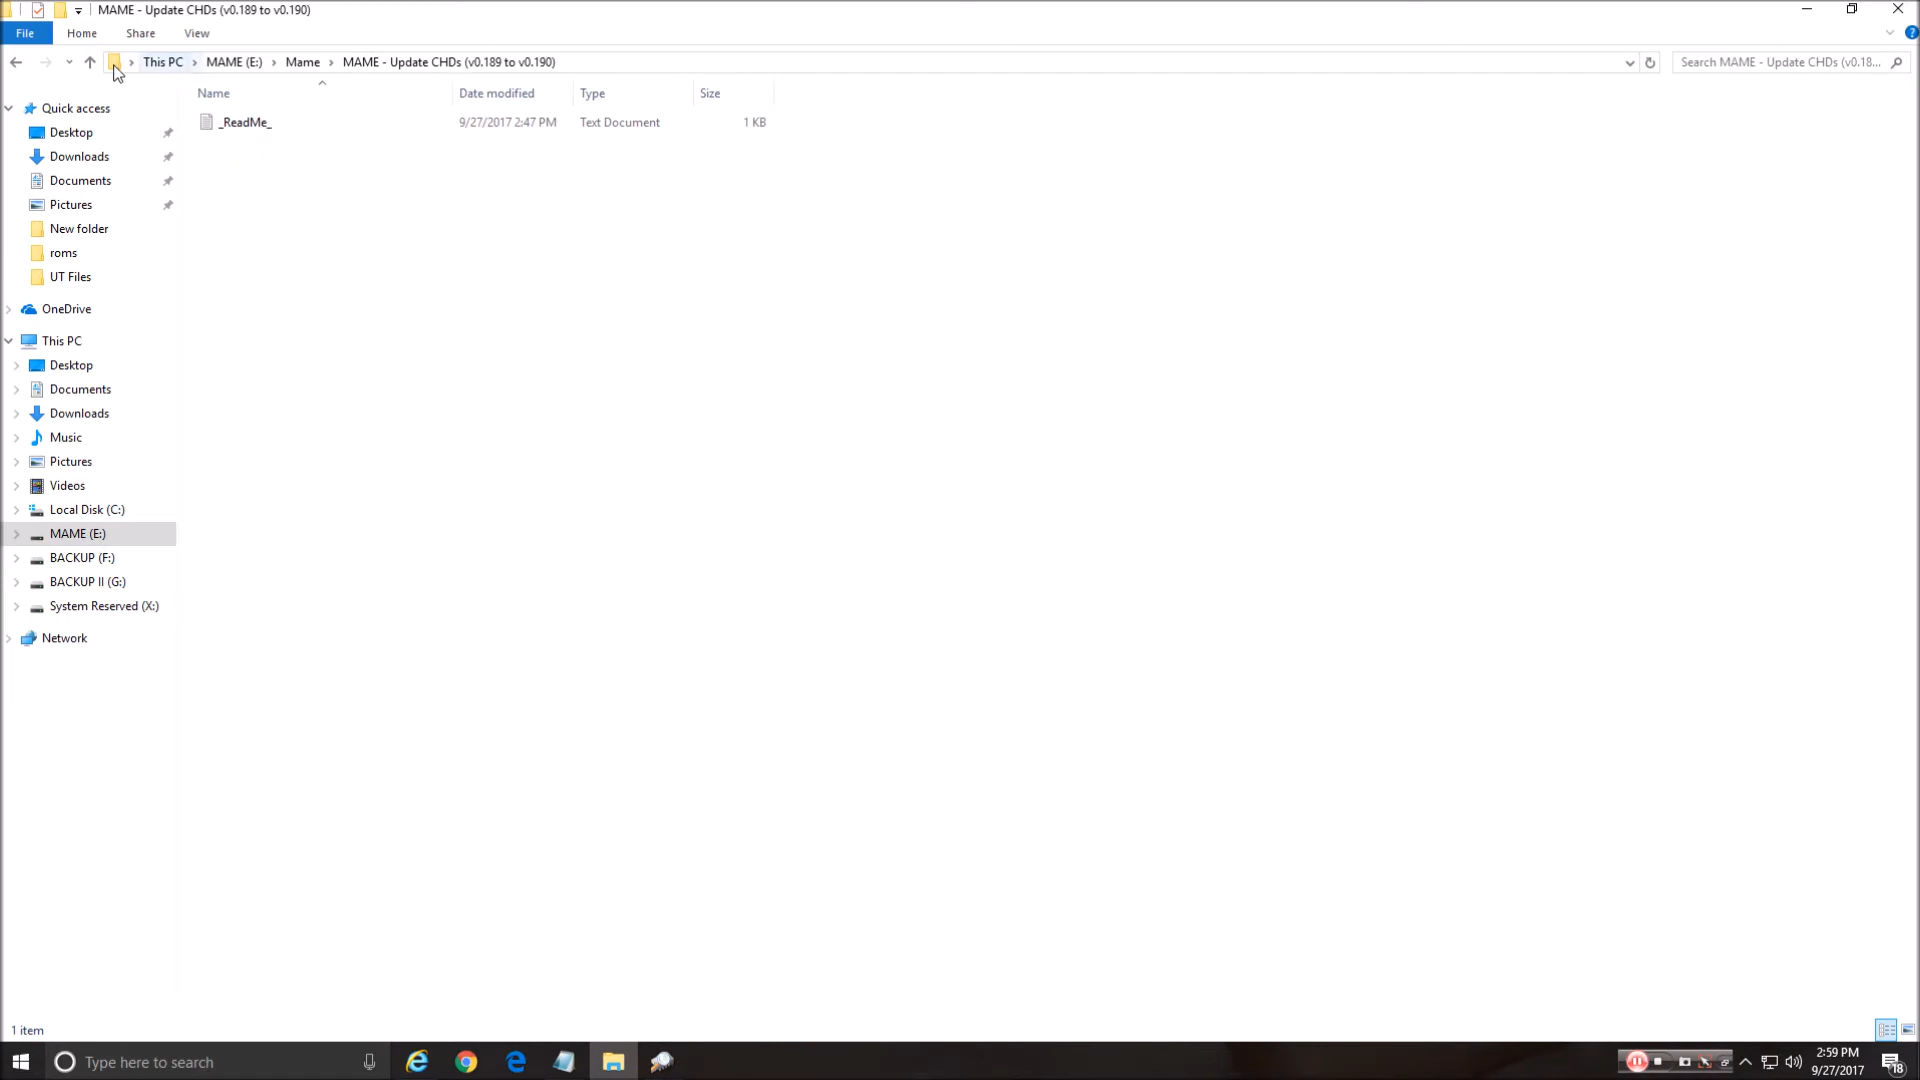 MAME - Update CHDs (v0.189 to v0.190)
File Home Share View
This PC MAME (E:) Mame MAME - Update CHDs (v0.189 to v0.190) Search MAME - Update CHDs (v0.18...
Name Date modified Type Size
_ReadMe_ 9/27/2017 2:47 PM Text Document 1 KB
Quick access
Desktop
Downloads
Documents
Pictures
New folder
roms
UT Files
OneDrive
This PC
Desktop
Documents
Downloads
Music
Pictures
Videos
Local Disk (C:)
MAME (E:)
BACKUP (F:)
BACKUP II (G:)
System Reserved (X:)
Network
1 item
Type here to search
2:59 PM
9/27/2017
18